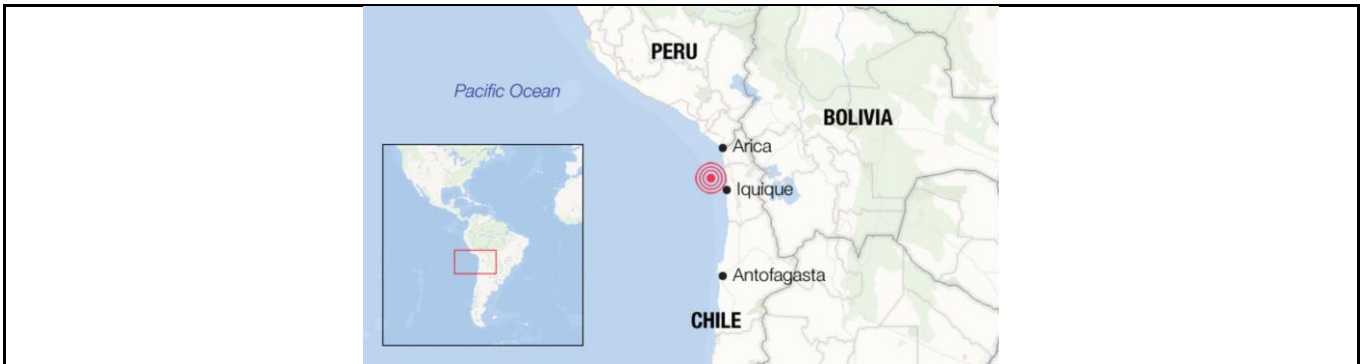 PERU
Pacific Ocean
BOLIVIA
Arica
Iquique
Antofagasta
CHILE